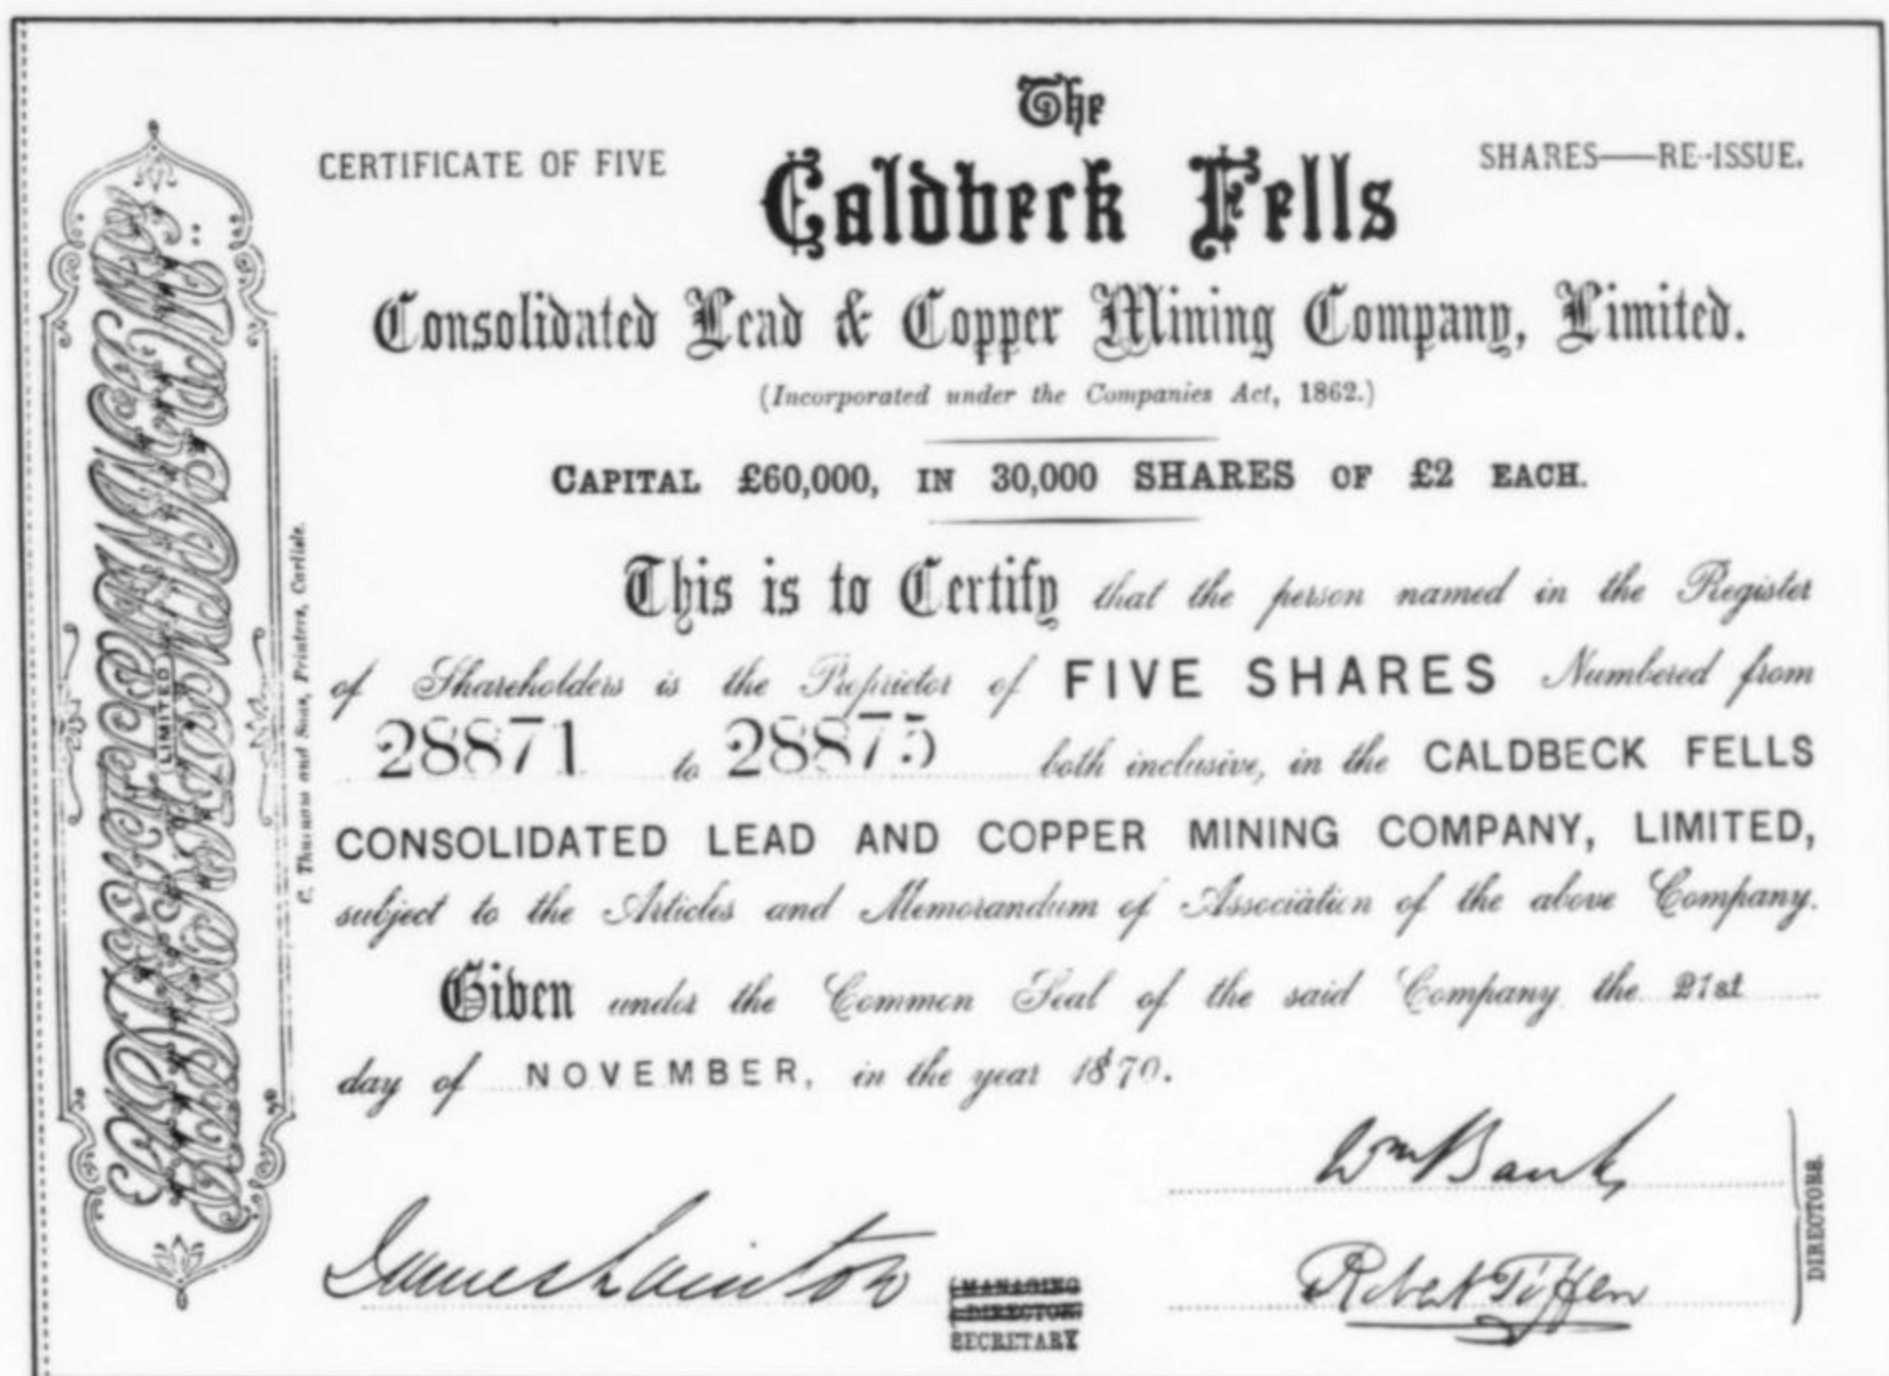 The
CERTIFICATE OF FIVE
SHARES—RE-ISSUE.
Caldbeck Fells
Consolidated Lead & Copper Mining Company, Limited.
(Incorporated under the Companies Act, 1862.)
CAPITAL £60,000, IN 30,000 SHARES OF £2 EACH.
This is to Certify that the person named in the Register
of Shareholders is the Proprietor of FIVE SHARES Numbered from
28871 to 28875 both inclusive, in the CALDBECK FELLS
CONSOLIDATED LEAD AND COPPER MINING COMPANY, LIMITED,
subject to the Articles and Memorandum of Association of the above Company.
Given under the Common Seal of the said Company the 21st
day of NOVEMBER, in the year 1870.
Wm Banks
James
MANAGING
DIRECTOR
SECRETARY
Robert Tiffen
DIRECTORS.
(LIMITED)
C. Thurnam and Sons, Printers, Carlisle.